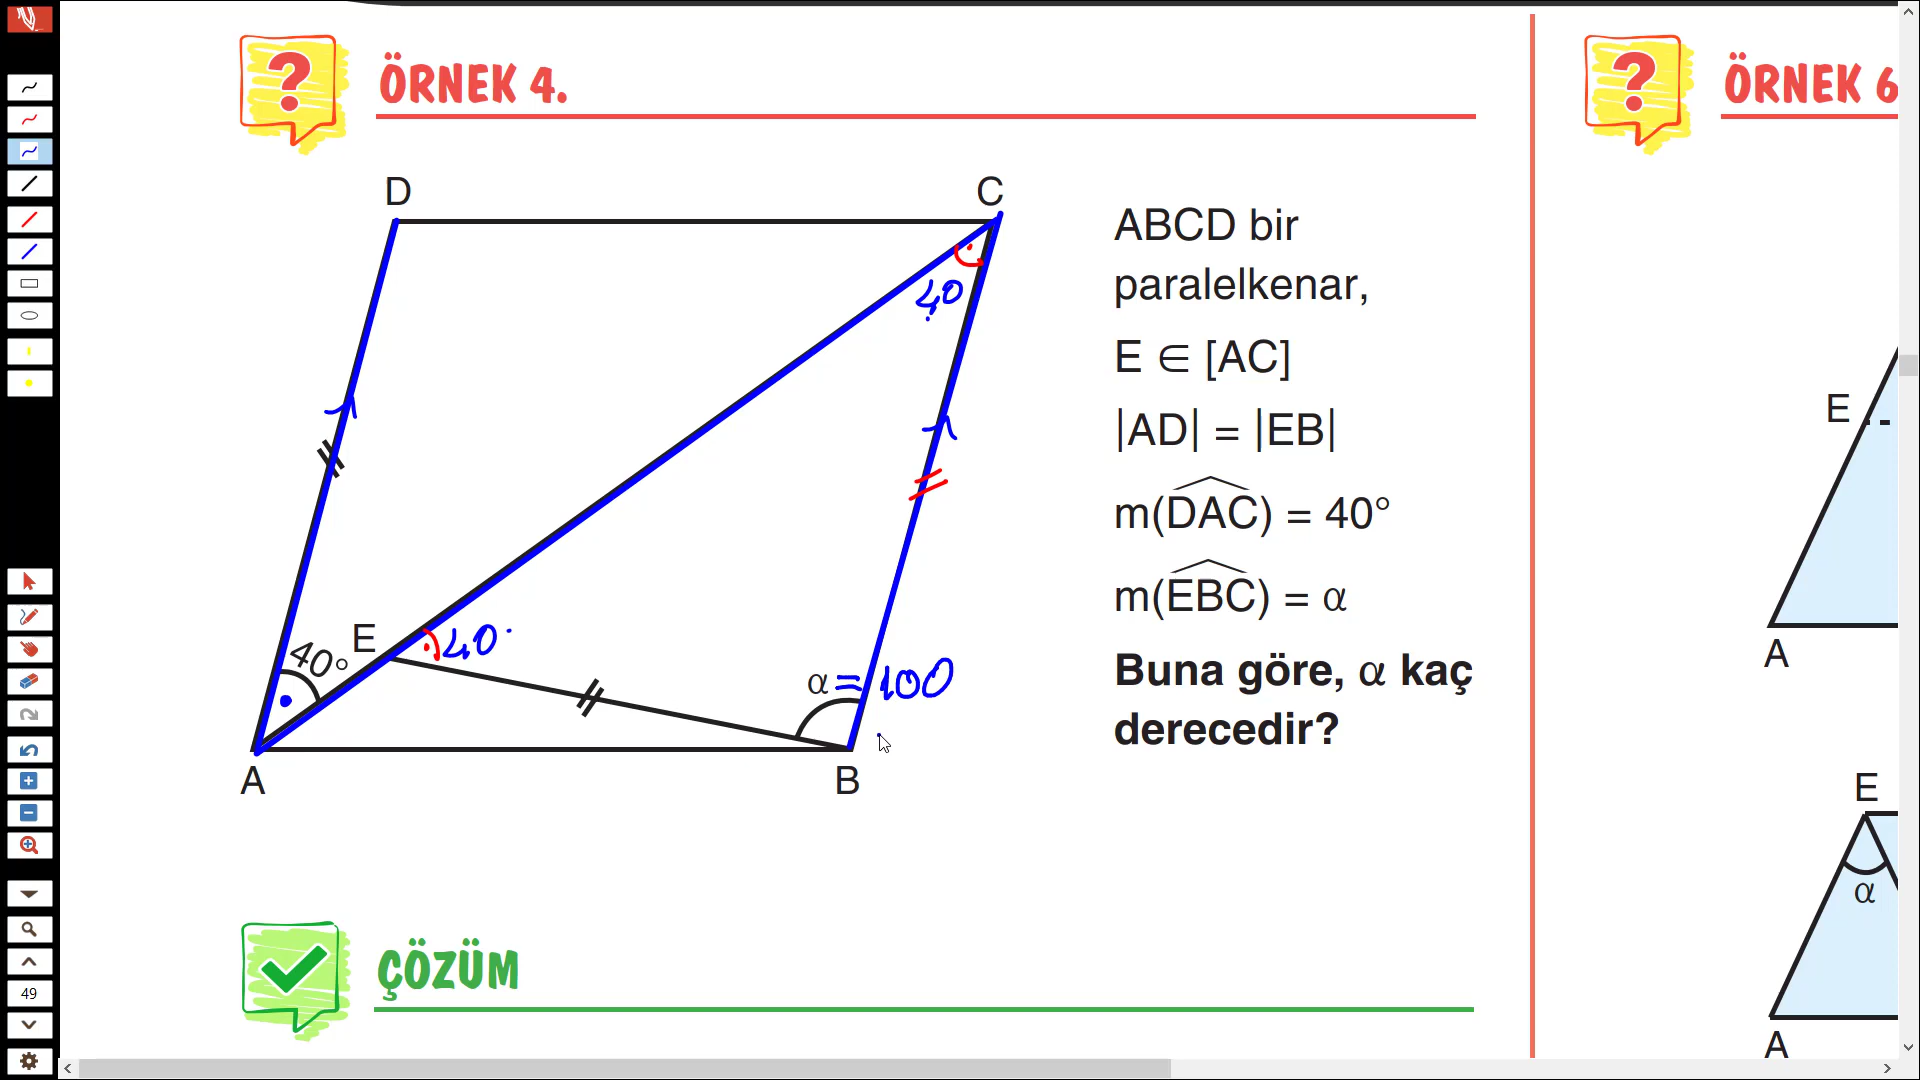 ÖRNEK 4.
ÖRNEK 6
D
C
ABCD bir
paralelkenar,
40
E ∈ [AC]
|AD| = |EB|
E
m(DAC) = 40°
m(EBC) = α
E
40°
40
α = 100
Buna göre, α kaç
derecedir?
A
A
B
E
α
ÇÖZÜM
49
A